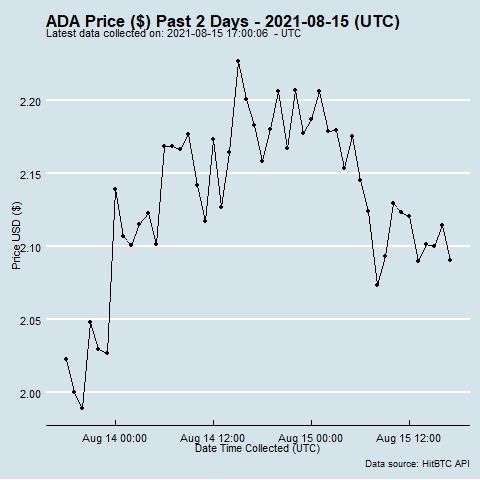 ADA Price ($) Past 2 Days - 2021-08-15 (UTC)
Latest data collected on: 2021-08-15 17:00:06  - UTC
Price USD ($)
2.20
2.15
2.10
2.05
2.00
Aug 14 00:00 Aug 14 12:00 Aug 15 00:00 Aug 15 12:00
Date Time Collected (UTC)
Data source: HitBTC API